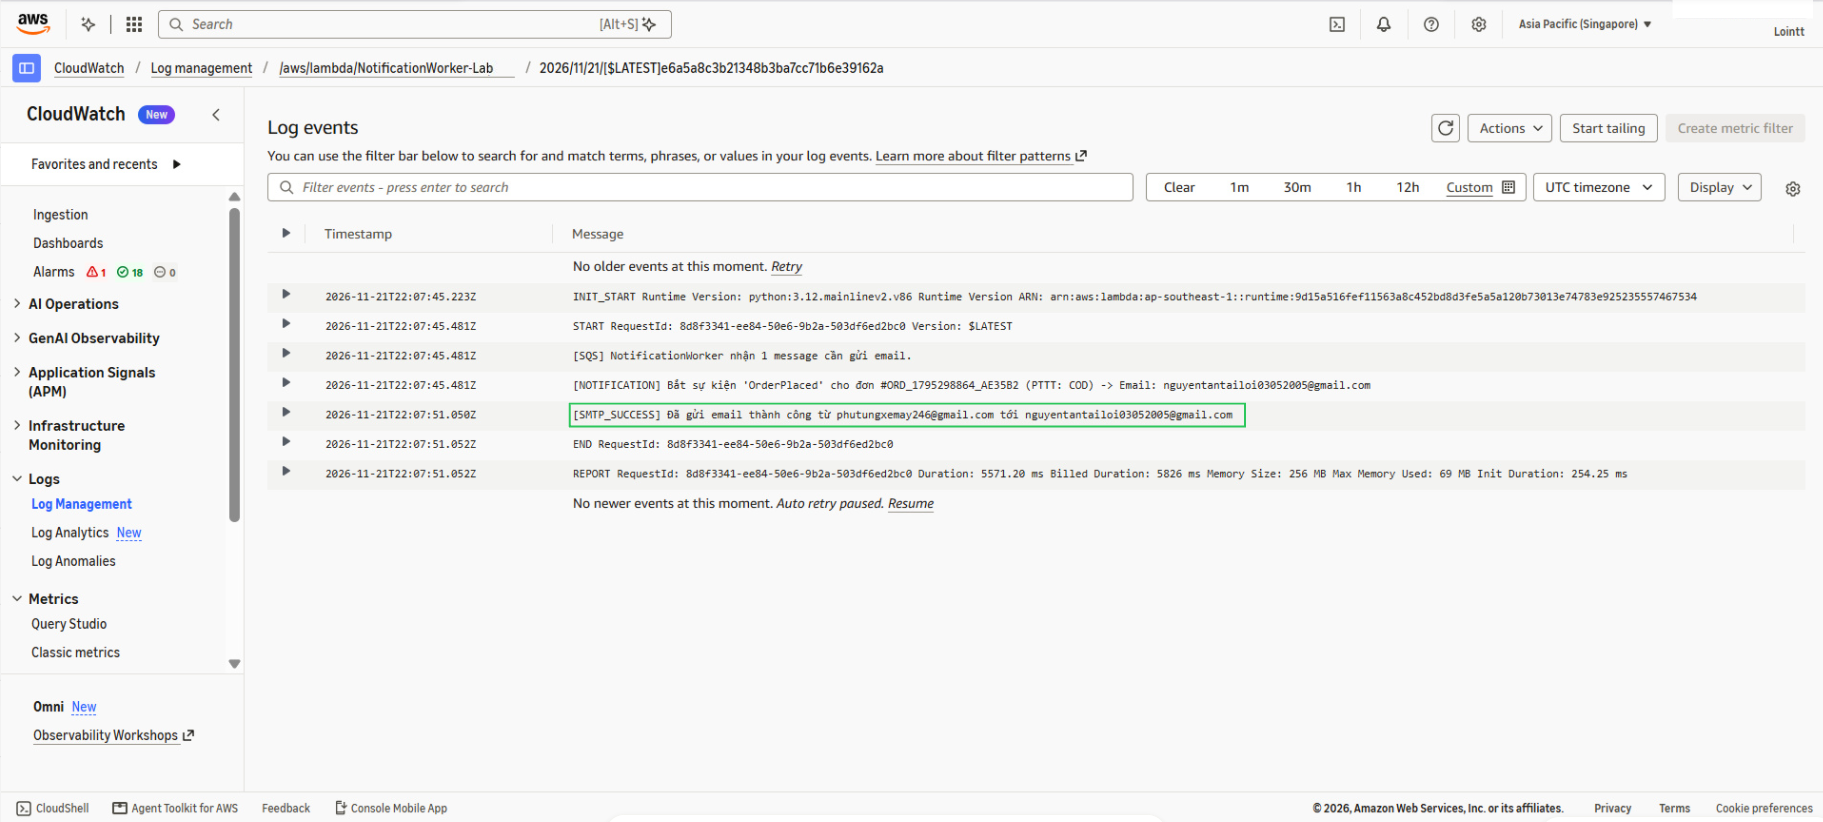 aws
Search [Alt+S]
Asia Pacific (Singapore) ▼
Lointt
CloudWatch / Log management / /aws/lambda/NotificationWorker-Lab / 2026/11/21/[$LATEST]e6a5a8c3b21348b3ba7cc71b6e39162a
CloudWatch New
Favorites and recents
Ingestion
Dashboards
Alarms 1 18 0
AI Operations
GenAI Observability
Application Signals
(APM)
Infrastructure
Monitoring
Logs
Log Management
Log Analytics New
Log Anomalies
Metrics
Query Studio
Classic metrics
Omni New
Observability Workshops
Log events
Actions
Start tailing
Create metric filter
You can use the filter bar below to search for and match terms, phrases, or values in your log events. Learn more about filter patterns
Filter events - press enter to search
Clear 1m 30m 1h 12h Custom
UTC timezone
Display
Timestamp Message
No older events at this moment. Retry
2026-11-21T22:07:45.223Z INIT_START Runtime Version: python:3.12.mainlinev2.v86 Runtime Version ARN: arn:aws:lambda:ap-southeast-1::runtime:9d15a516fef11563a8c452bd8d3fe5a5a120b73013e74783e925235557467534
2026-11-21T22:07:45.481Z START RequestId: 8d8f3341-ee84-50e6-9b2a-503df6ed2bc0 Version: $LATEST
2026-11-21T22:07:45.481Z [SQS] NotificationWorker nhận 1 message cần gửi email.
2026-11-21T22:07:45.481Z [NOTIFICATION] Bắt sự kiện 'OrderPlaced' cho đơn #ORD_1795298864_AE35B2 (PTTT: COD) -> Email: nguyentantailoi03052005@gmail.com
2026-11-21T22:07:51.050Z [SMTP_SUCCESS] Đã gửi email thành công từ phutungxemay246@gmail.com tới nguyentantailoi03052005@gmail.com
2026-11-21T22:07:51.052Z END RequestId: 8d8f3341-ee84-50e6-9b2a-503df6ed2bc0
2026-11-21T22:07:51.052Z REPORT RequestId: 8d8f3341-ee84-50e6-9b2a-503df6ed2bc0 Duration: 5571.20 ms Billed Duration: 5826 ms Memory Size: 256 MB Max Memory Used: 69 MB Init Duration: 254.25 ms
No newer events at this moment. Auto retry paused. Resume
CloudShell Agent Toolkit for AWS Feedback Console Mobile App
© 2026, Amazon Web Services, Inc. or its affiliates. Privacy Terms Cookie preferences